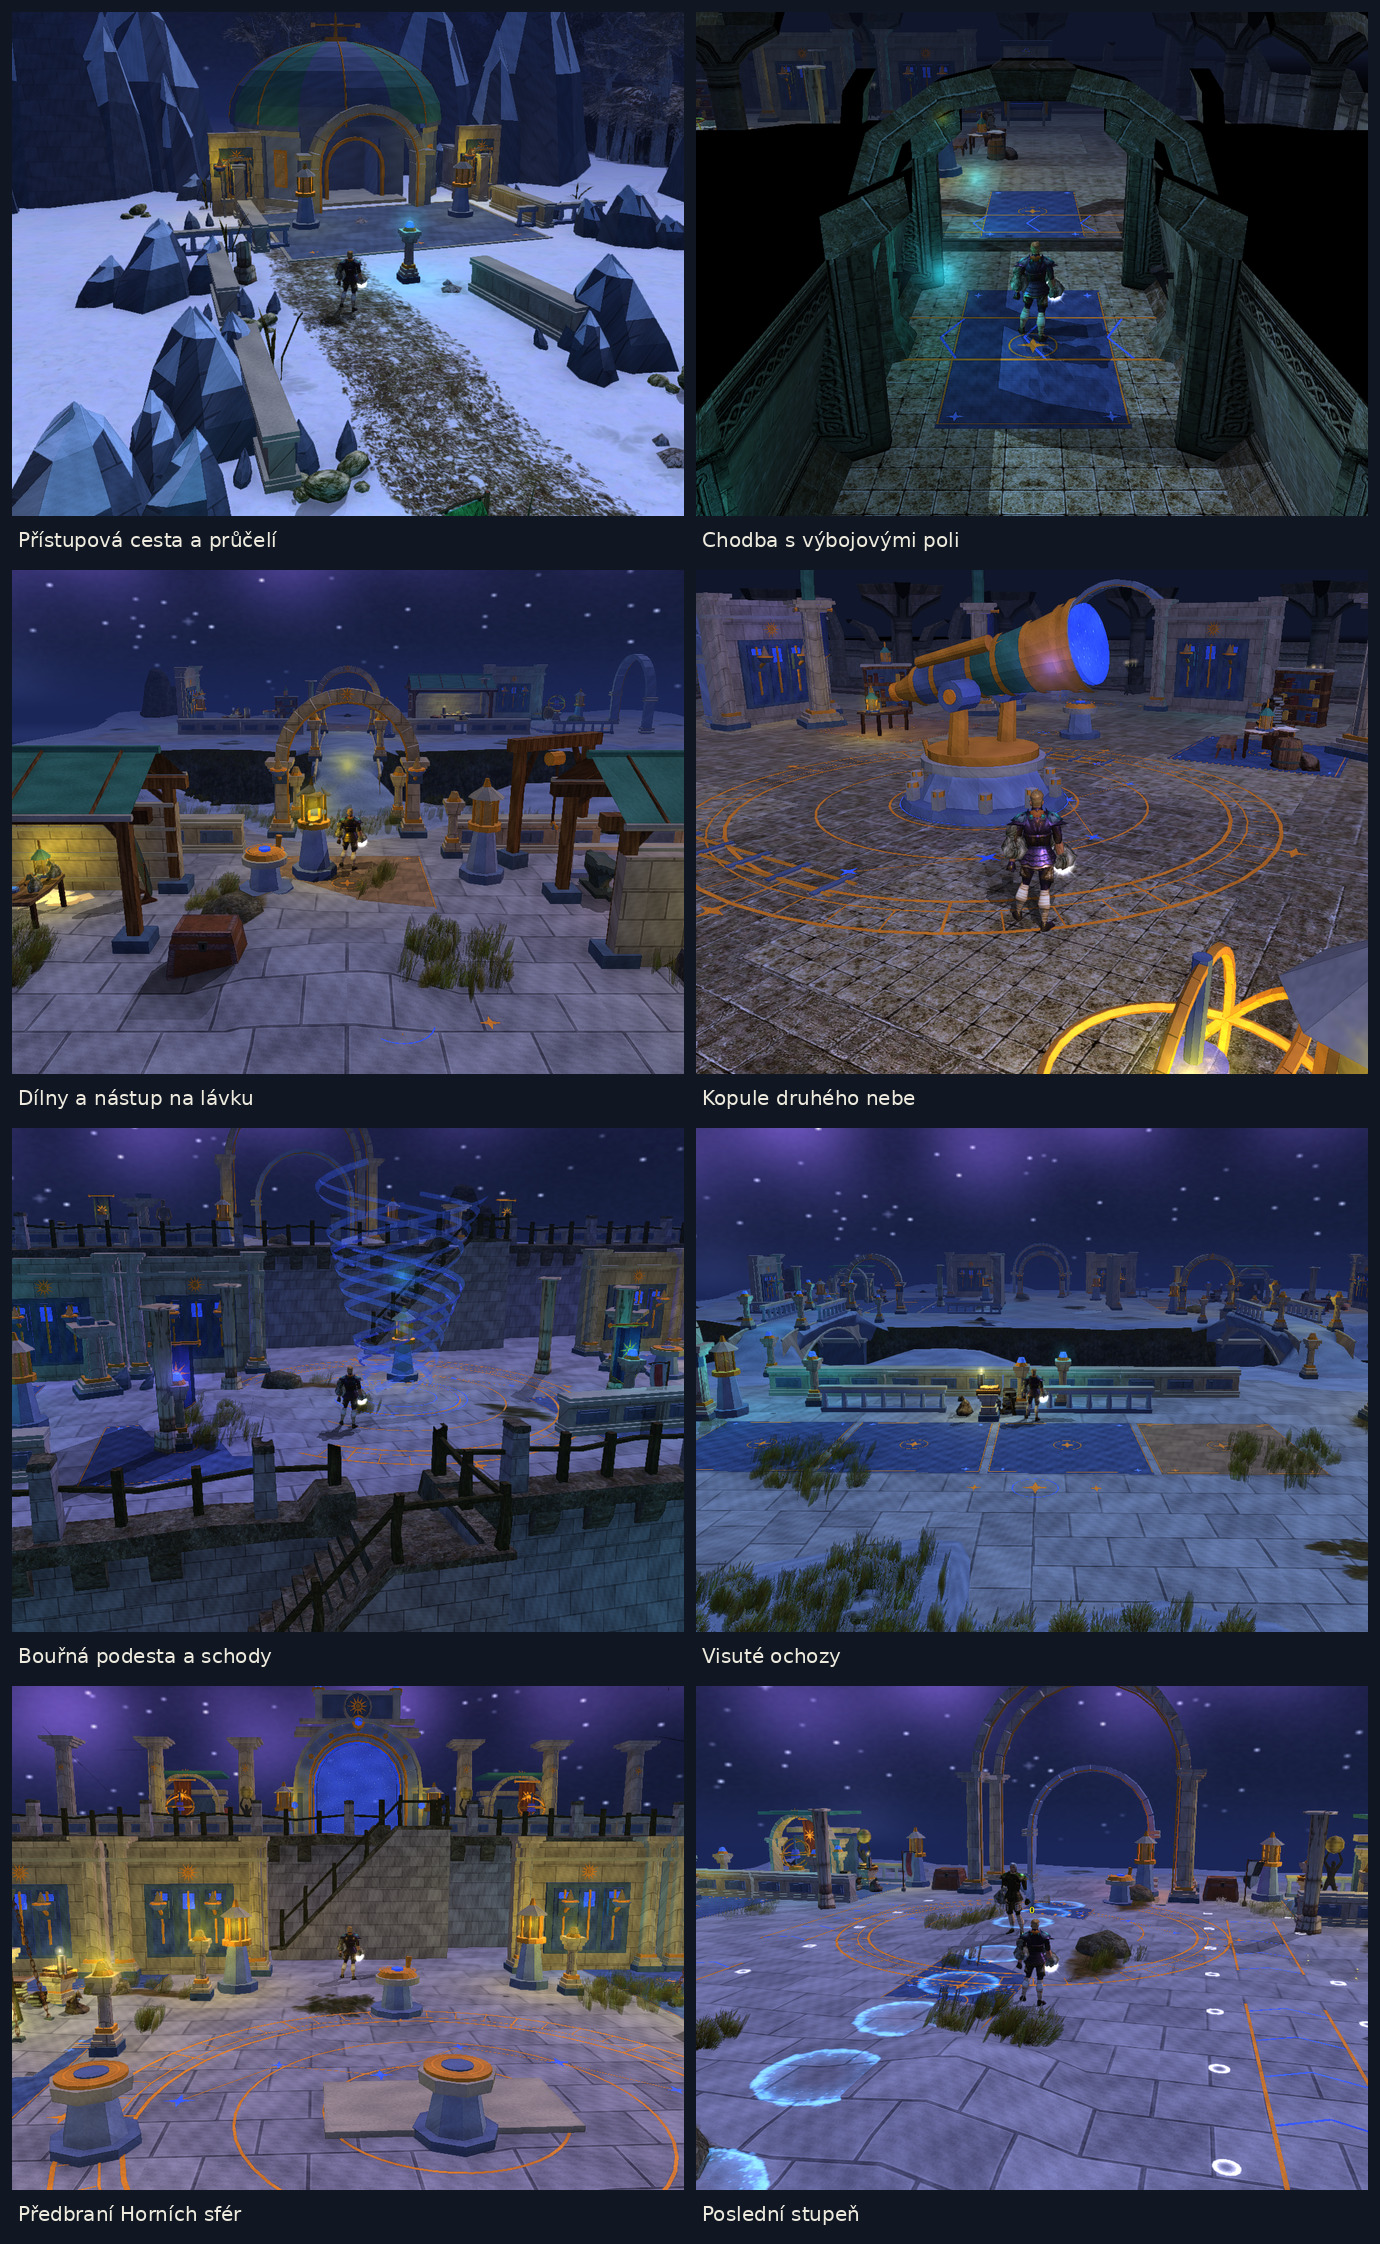 Přístupová cesta a průčelí
Chodba s výbojovými poli
Dílny a nástup na lávku
Kopule druhého nebe
Bouřná podesta a schody
Visuté ochozy
0
Předbraní Horních sfér
Poslední stupeň